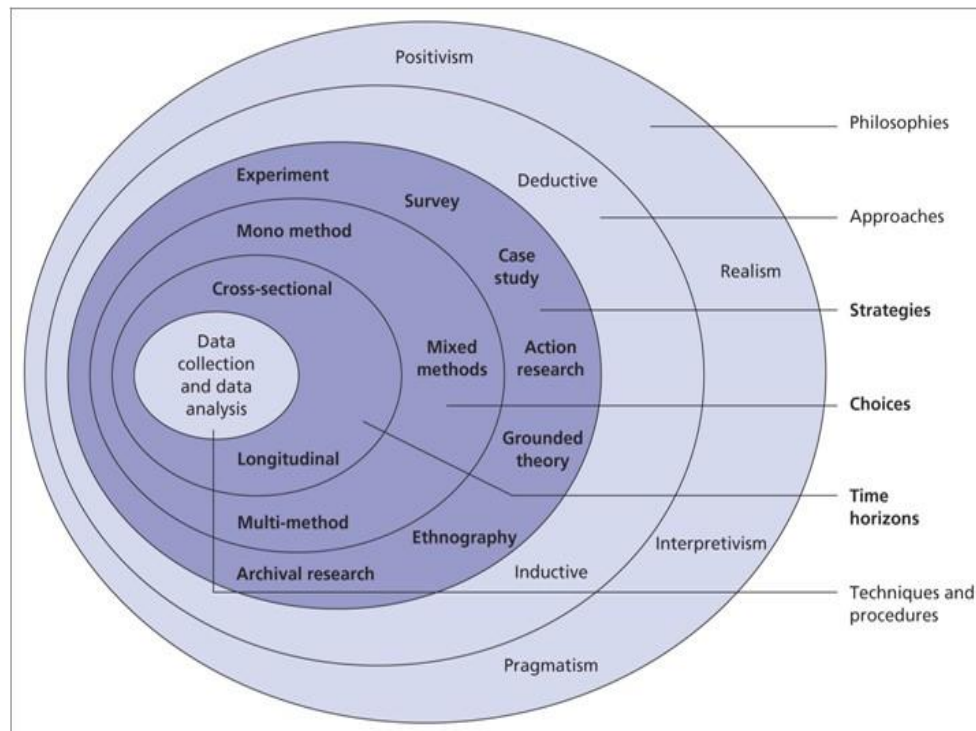 Positivism
Philosophies
Experiment
Deductive
Survey
Approaches
Mono method
Case
study
Realism
Cross-sectional
Strategies
Data
collection
and data
analysis
Mixed
methods
Action
research
Choices
Grounded
theory
Longitudinal
Time
horizons
Multi-method
Ethnography
Interpretivism
Archival research
Inductive
Techniques and
procedures
Pragmatism